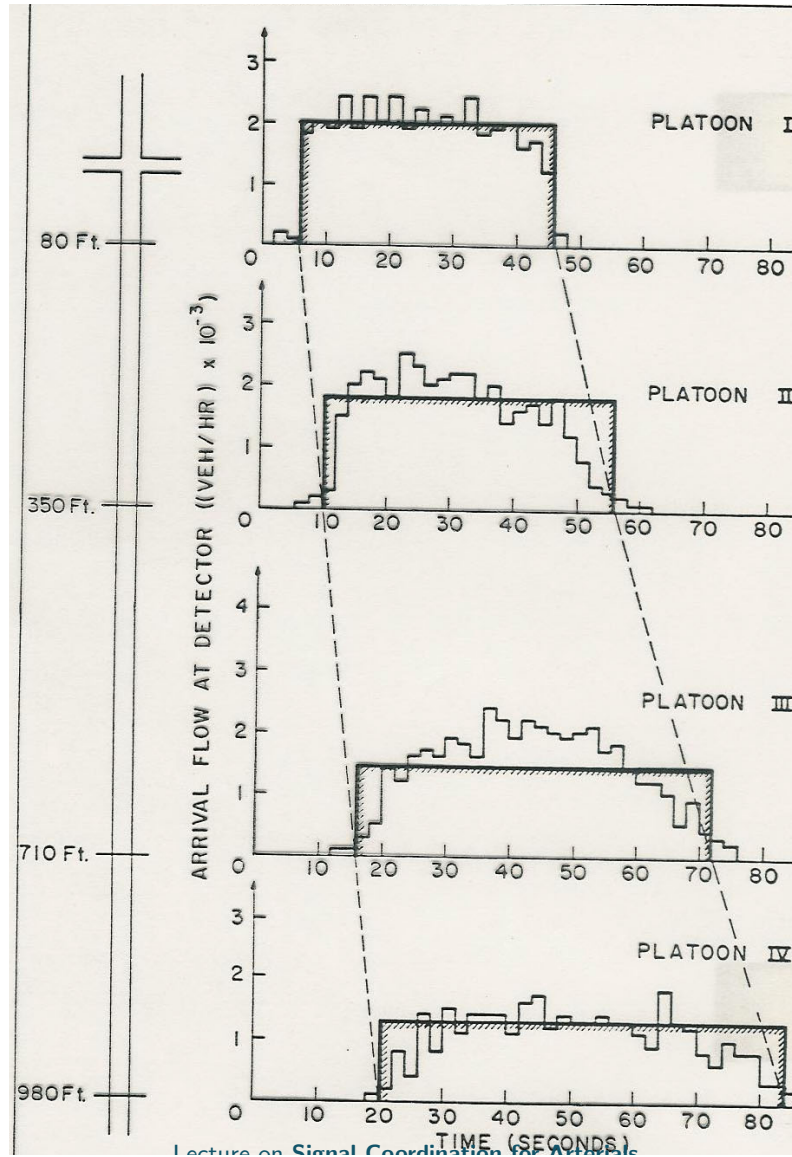 3
2
1
0
PLATOON I
80 Ft.
10 20 30 40 50 60 70 80
3
2
1
0
PLATOON II
350 Ft.
10 20 30 40 50 60 70 80
4
3
2
1
0
PLATOON III
710 Ft.
10 20 30 40 50 60 70 80
3
2
1
0
PLATOON IV
980 Ft.
10 20 30 40 50 60 70 80
ARRIVAL FLOW AT DETECTOR ((VEH/HR) x 10-3)
TIME (SECONDS)
Lecture on Signal Coordination for Arterials